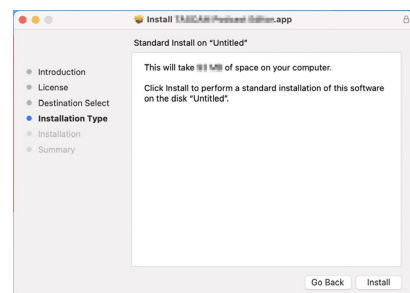 Install .app
Standard Install on “Untitled”
Introduction
License
Destination Select
Installation Type
Installation
Summary
This will take of space on your computer.
Click Install to perform a standard installation of this software
on the disk “Untitled”.
Go Back
Install